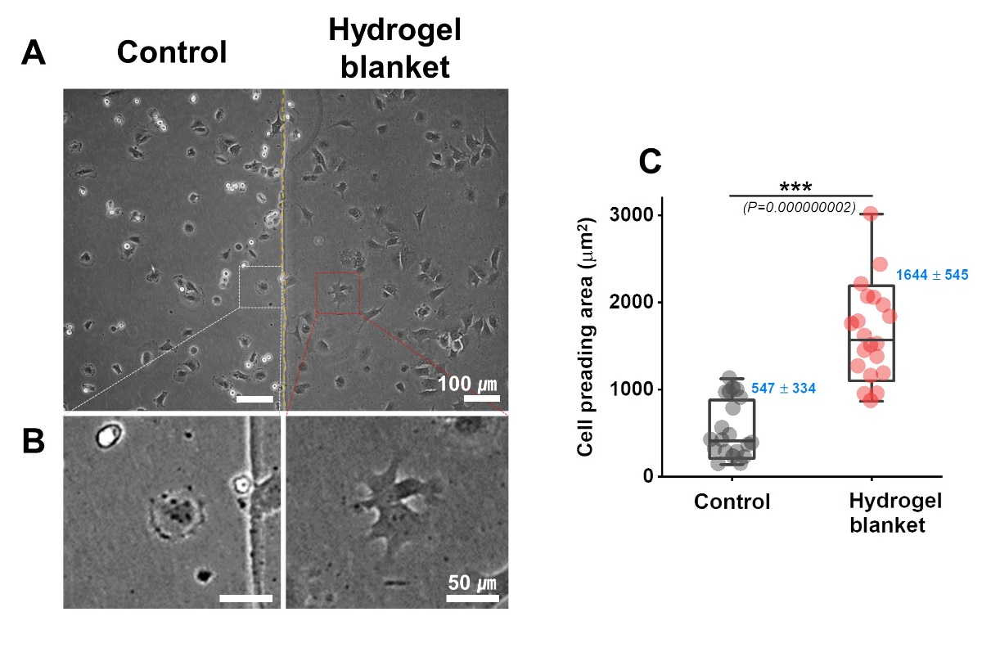 A
Control
Hydrogel
blanket
100 μm
B
50 μm
C
***
(P=0.000000002)
Cell preading area (μm²)
3000
2000
1000
0
1644 ± 545
547 ± 334
Control
Hydrogel
blanket